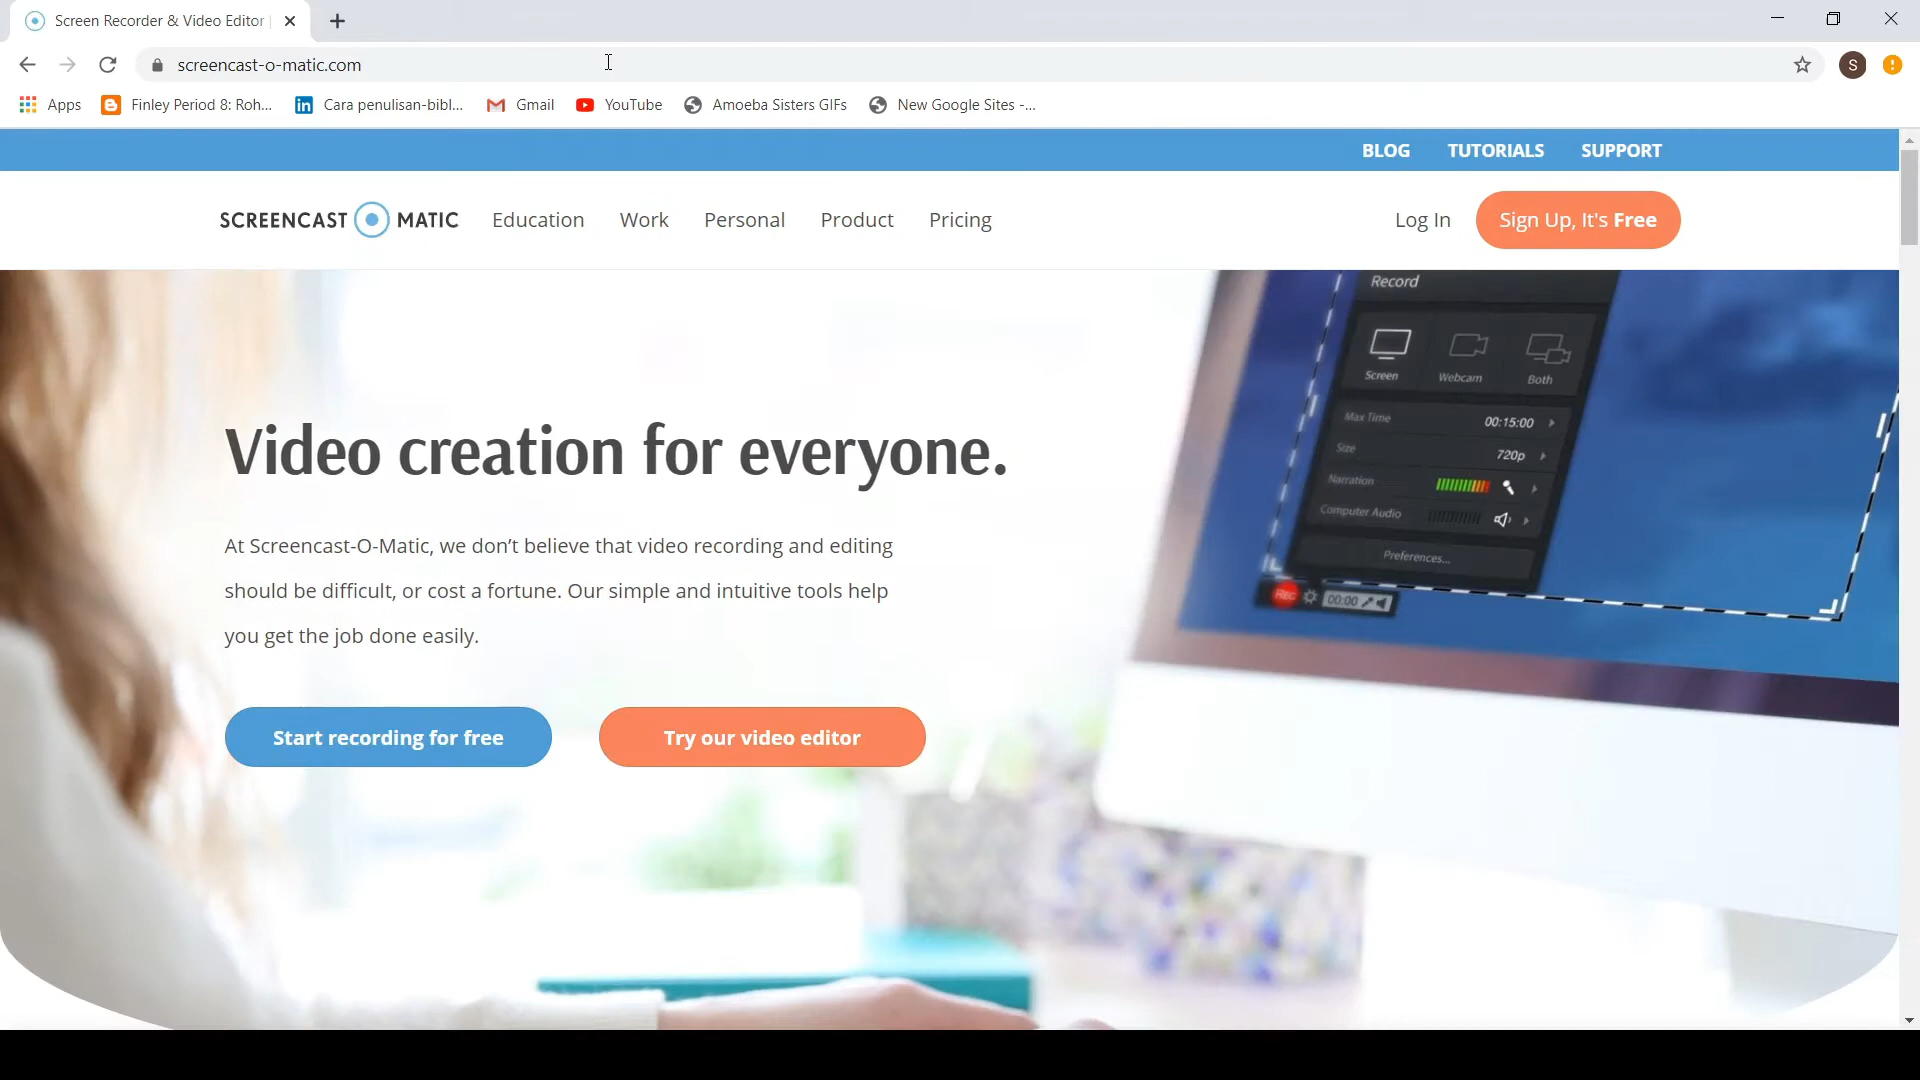 Screen Recorder & Video Editor
screencast-o-matic.com
Apps
Finley Period 8: Roh...
Cara penulisan-bibl...
Gmail
YouTube
Amoeba Sisters GIFs
New Google Sites -...
S
BLOG TUTORIALS SUPPORT
SCREENCAST MATIC
Education Work Personal Product Pricing
Log In
Sign Up, It's Free
Record
Screen Webcam Both
Max Time 00:15:00
Size 720p
Narration
Computer Audio
Preferences...
Rec 00:00
Video creation for everyone.
At Screencast-O-Matic, we don’t believe that video recording and editing
should be difficult, or cost a fortune. Our simple and intuitive tools help
you get the job done easily.
Start recording for free
Try our video editor